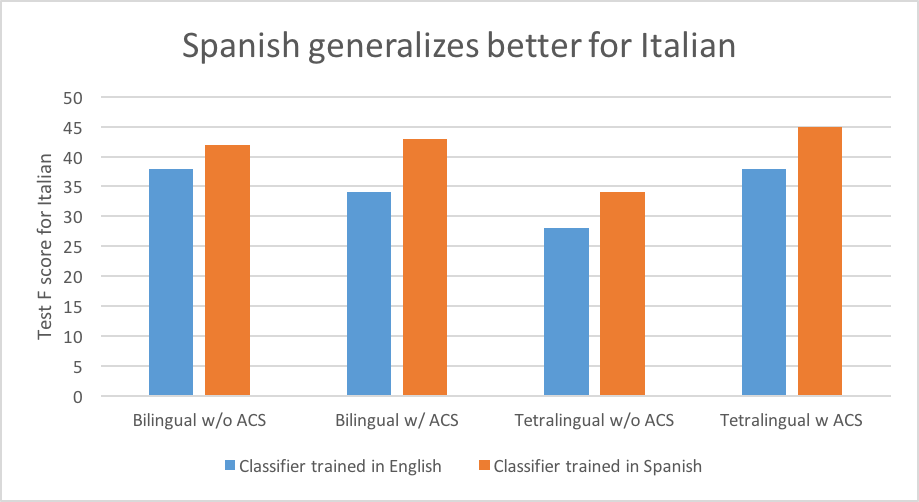 Spanish generalizes better for Italian
Test F score for Italian
50
45
40
35
30
25
20
15
10
5
0
Bilingual w/o ACS
Bilingual w/ ACS
Tetralingual w/o ACS
Tetralingual w ACS
Classifier trained in English
Classifier trained in Spanish